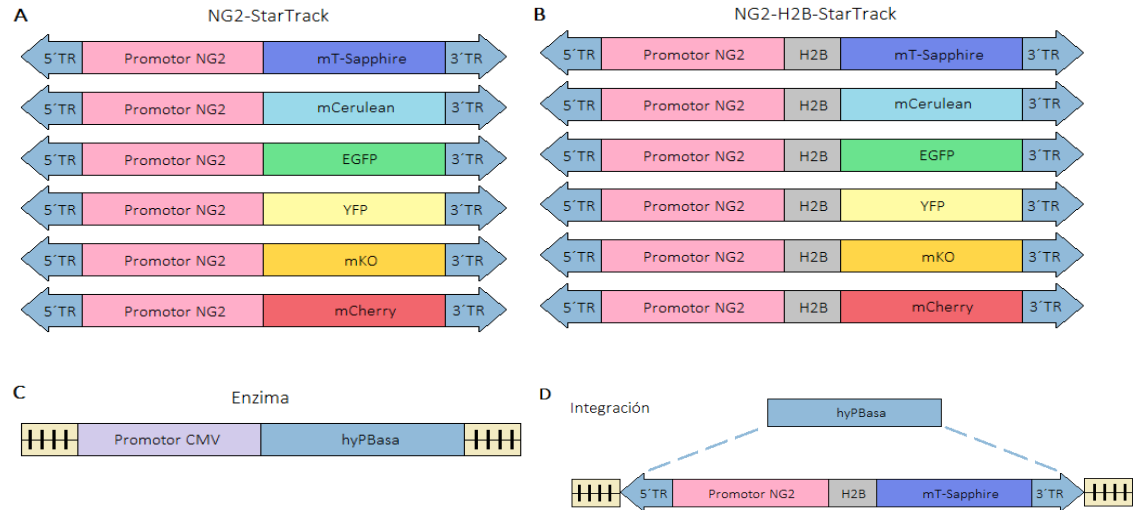 A
NG2-StarTrack
5´TR Promotor NG2 mT-Sapphire 3´TR
5´TR Promotor NG2 mCerulean 3´TR
5´TR Promotor NG2 EGFP 3´TR
5´TR Promotor NG2 YFP 3´TR
5´TR Promotor NG2 mKO 3´TR
5´TR Promotor NG2 mCherry 3´TR
B
NG2-H2B-StarTrack
5´TR Promotor NG2 H2B mT-Sapphire 3´TR
5´TR Promotor NG2 H2B mCerulean 3´TR
5´TR Promotor NG2 H2B EGFP 3´TR
5´TR Promotor NG2 H2B YFP 3´TR
5´TR Promotor NG2 H2B mKO 3´TR
5´TR Promotor NG2 H2B mCherry 3´TR
C
Enzima
Promotor CMV hyPBasa
D
Integración
hyPBasa
5´TR Promotor NG2 H2B mT-Sapphire 3´TR